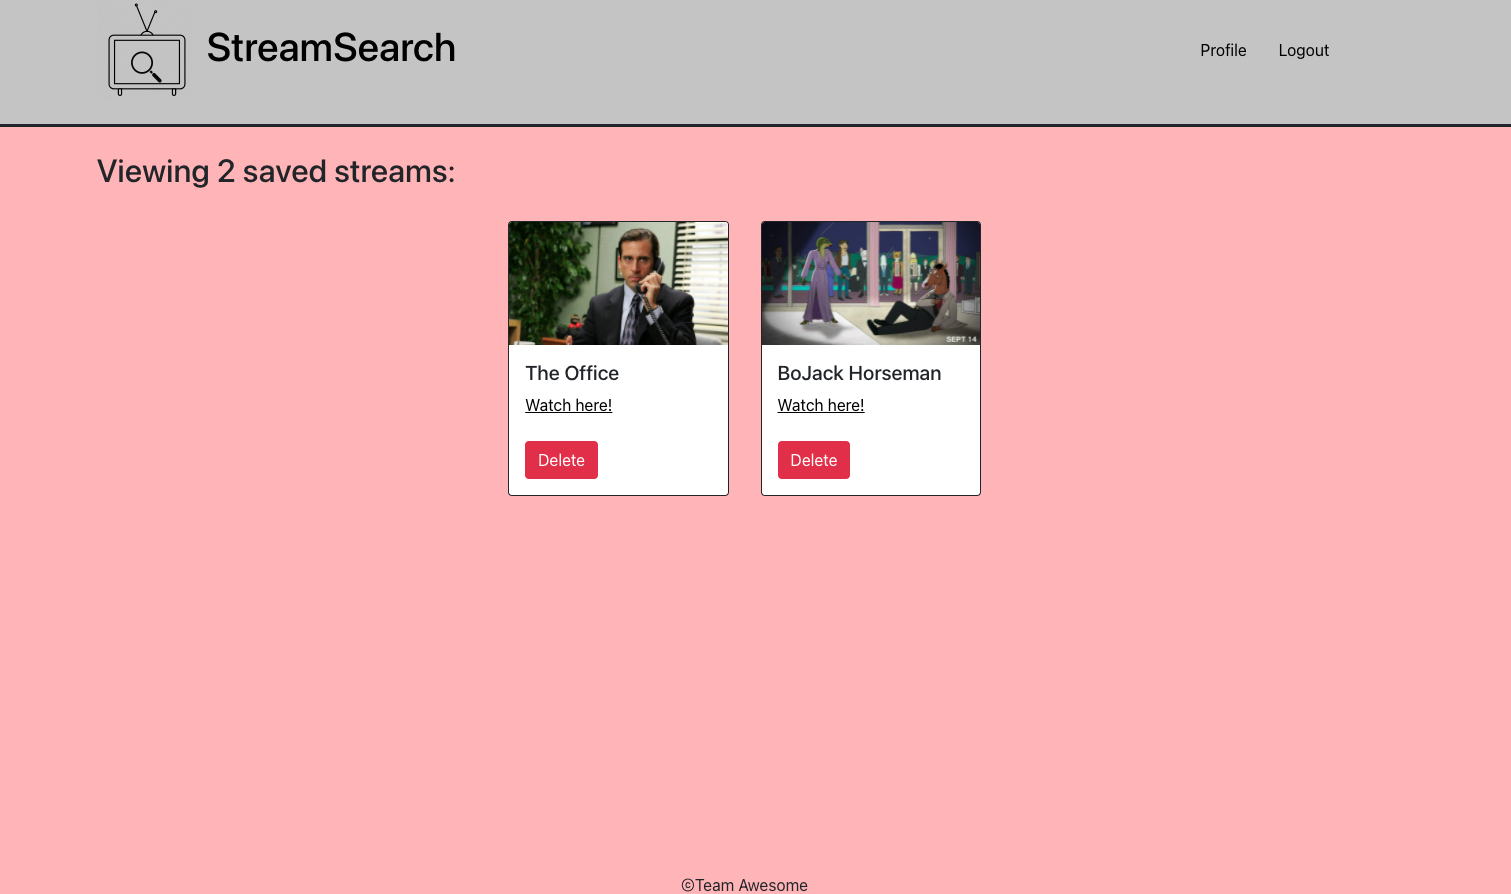 StreamSearch
Profile
Logout
Viewing 2 saved streams:
SEPT 14
The Office
Watch here!
Delete
BoJack Horseman
Watch here!
Delete
©Team Awesome